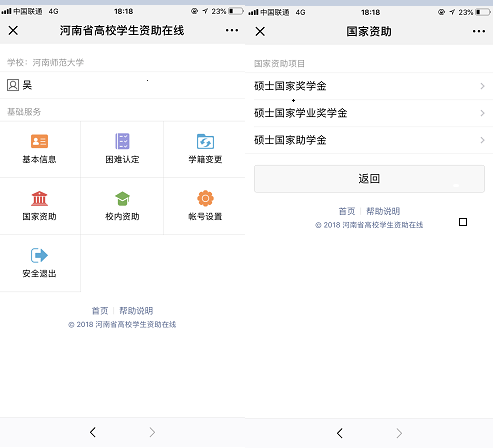 中国联通 4G 18:18 23%
河南省高校学生资助在线
学校：河南师范大学
吴
基础服务
基本信息 困难认定 学籍变更
国家资助 校内资助 帐号设置
安全退出
首页 帮助说明
© 2018 河南省高校学生资助在线
中国联通 4G 18:18 23%
国家资助
国家资助项目
硕士国家奖学金
硕士国家学业奖学金
硕士国家助学金
返回
首页 帮助说明
© 2018 河南省高校学生资助在线